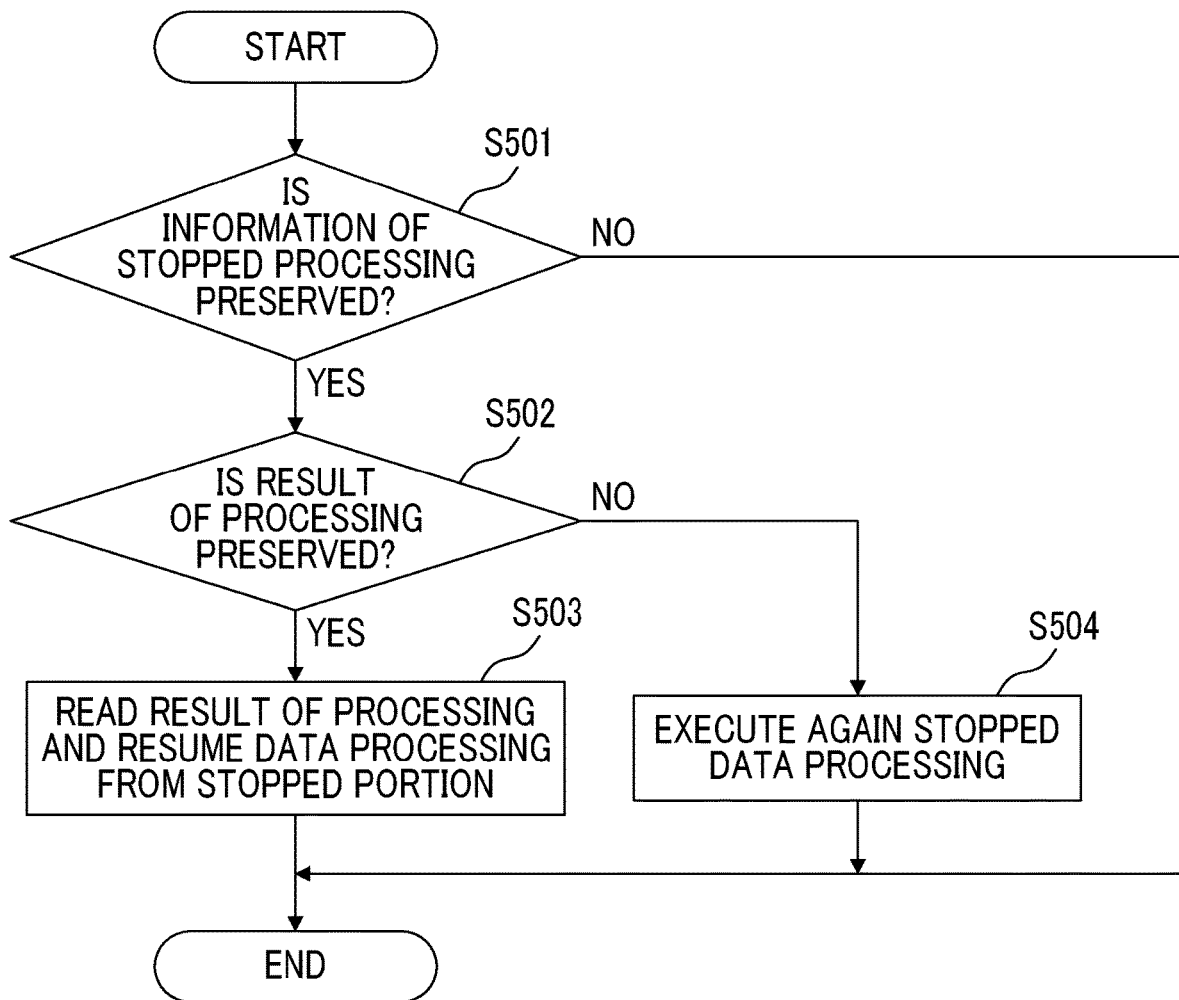 START
S501
IS
INFORMATION OF
STOPPED PROCESSING
PRESERVED?
NO
YES
S502
IS RESULT
OF PROCESSING
PRESERVED?
NO
YES
S503
READ RESULT OF PROCESSING
AND RESUME DATA PROCESSING
FROM STOPPED PORTION
S504
EXECUTE AGAIN STOPPED
DATA PROCESSING
END